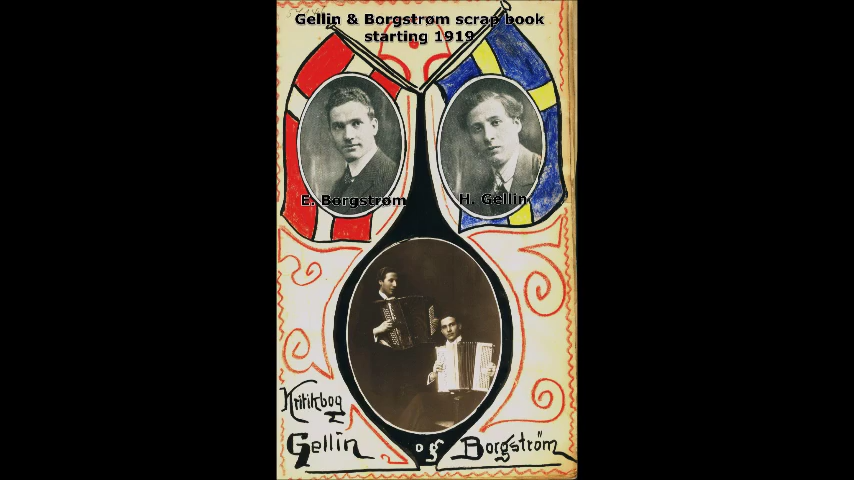 Gellin & Borgstrøm scrap book
starting 1919
E. Borgstrøm
H. Gellin
Kritikbog
I
Gellin og Borgström